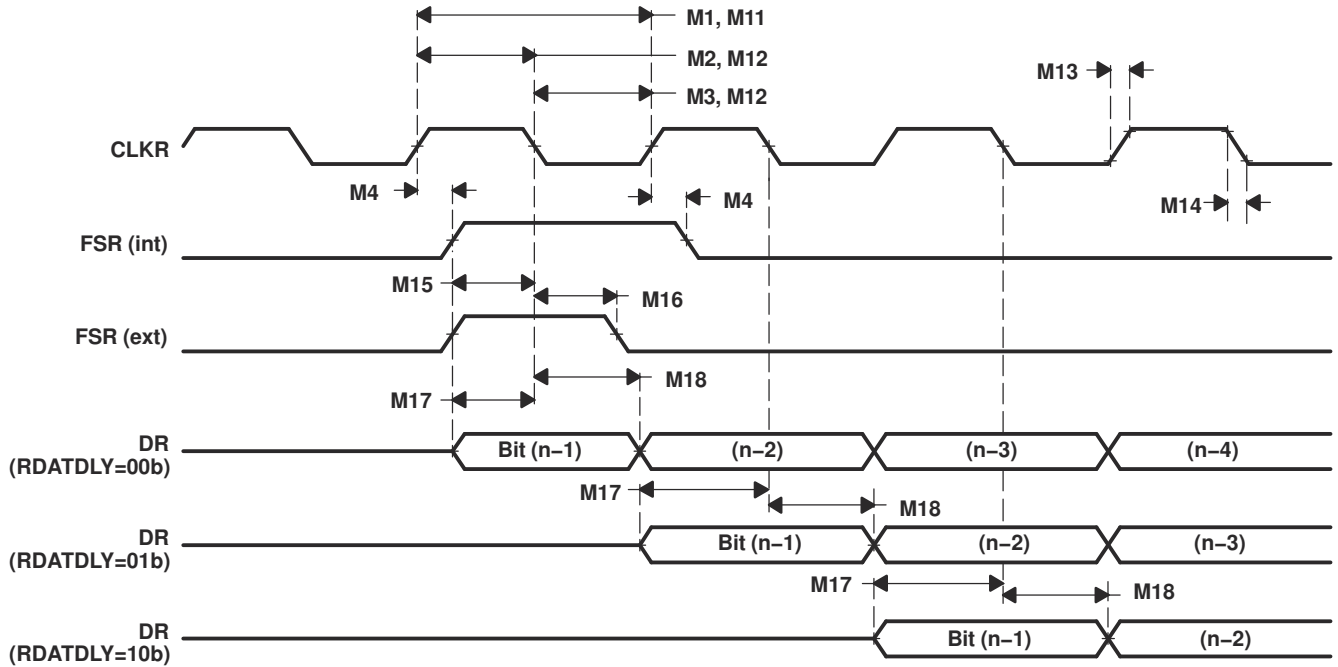 M1, M11
M2, M12
M3, M12
M13
CLKR
M4
M4
M14
FSR (int)
M15
M16
FSR (ext)
M18
M17
DR
(RDATDLY=00b)
Bit (n−1)
(n−2)
(n−3)
(n−4)
M17
M18
DR
(RDATDLY=01b)
Bit (n−1)
(n−2)
(n−3)
M17
M18
DR
(RDATDLY=10b)
Bit (n−1)
(n−2)